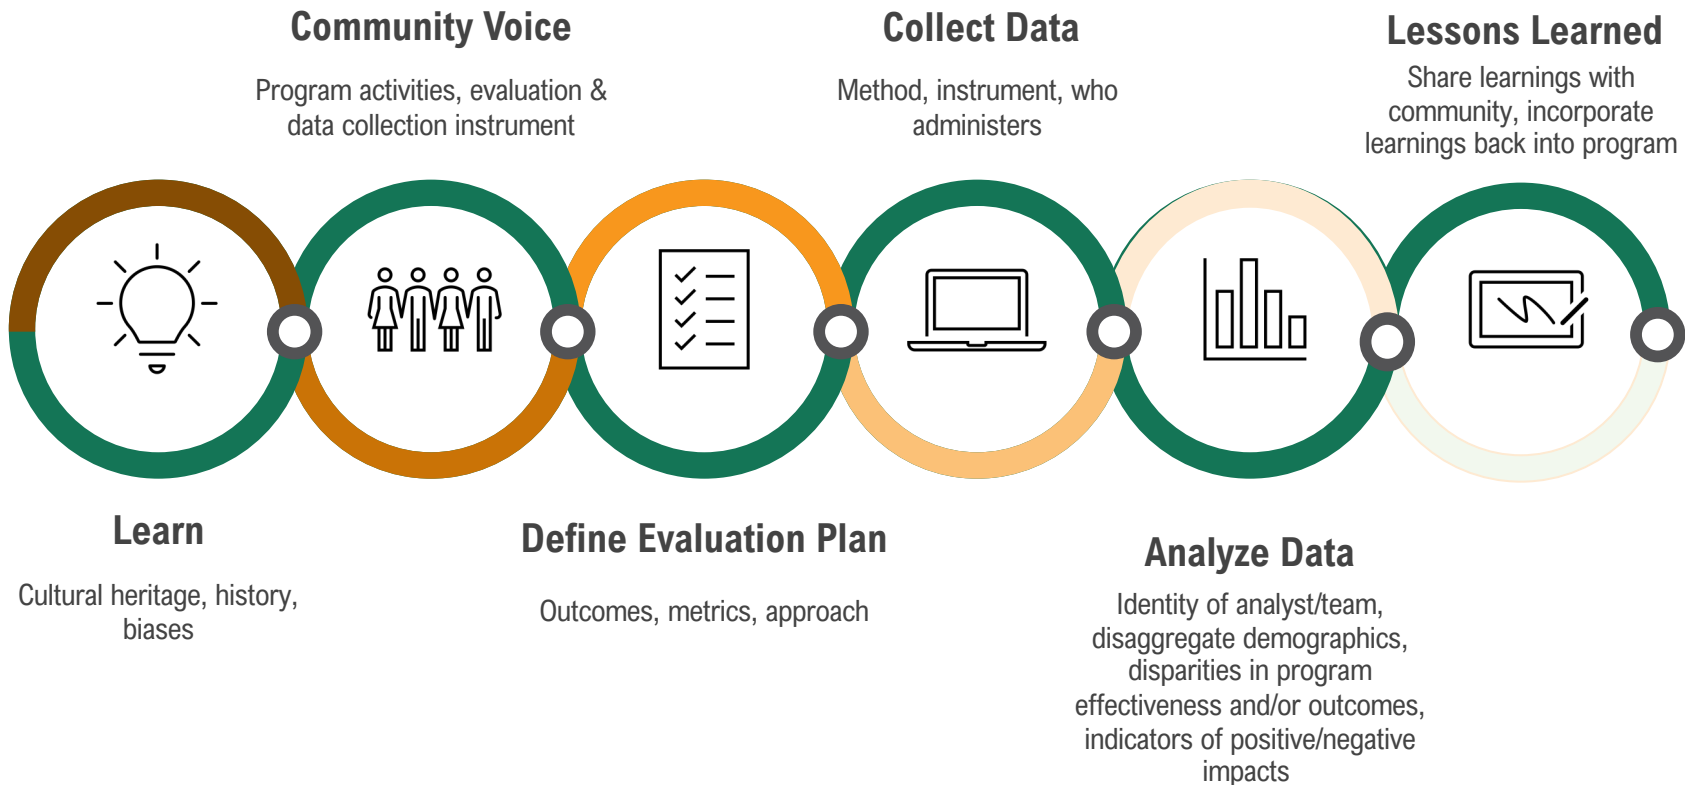 Community Voice
Program activities, evaluation &
data collection instrument
Collect Data
Method, instrument, who
administers
Lessons Learned
Share learnings with
community, incorporate
learnings back into program
Learn
Cultural heritage, history,
biases
Define Evaluation Plan
Outcomes, metrics, approach
Analyze Data
Identity of analyst/team,
disaggregate demographics,
disparities in program
effectiveness and/or outcomes,
indicators of positive/negative
impacts